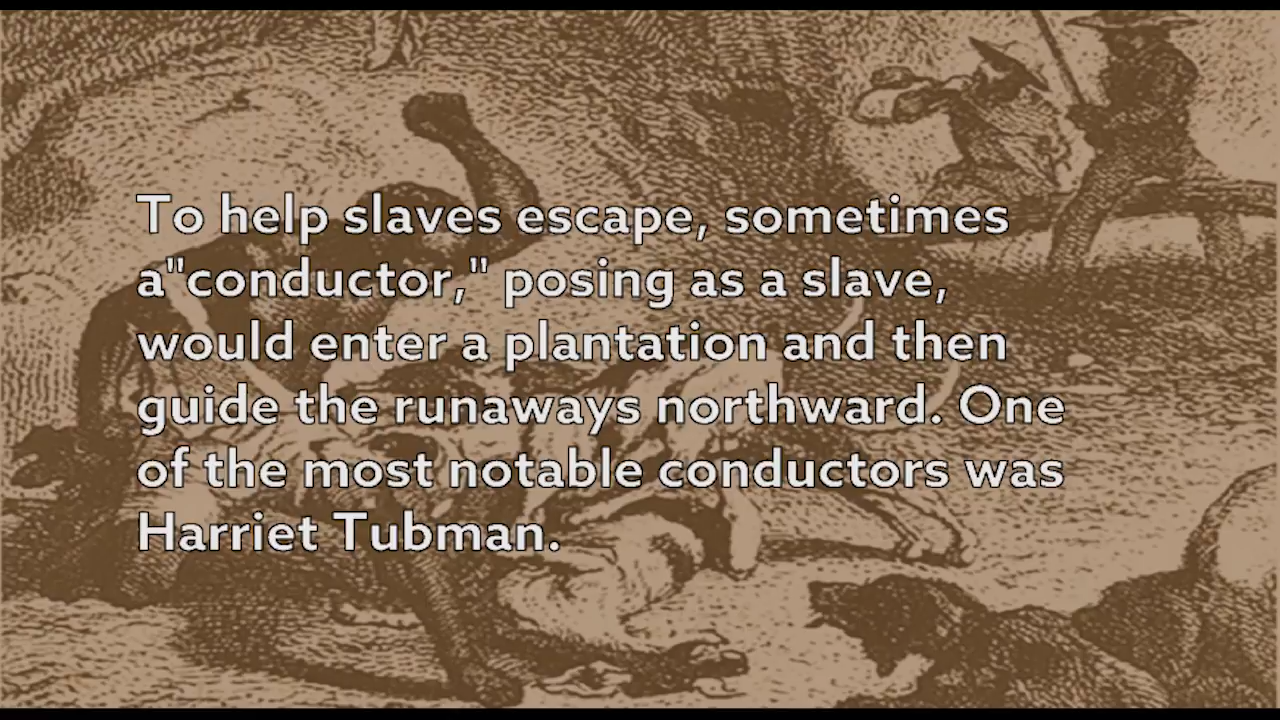 To help slaves escape, sometimes
a"conductor," posing as a slave,
would enter a plantation and then
guide the runaways northward. One
of the most notable conductors was
Harriet Tubman.